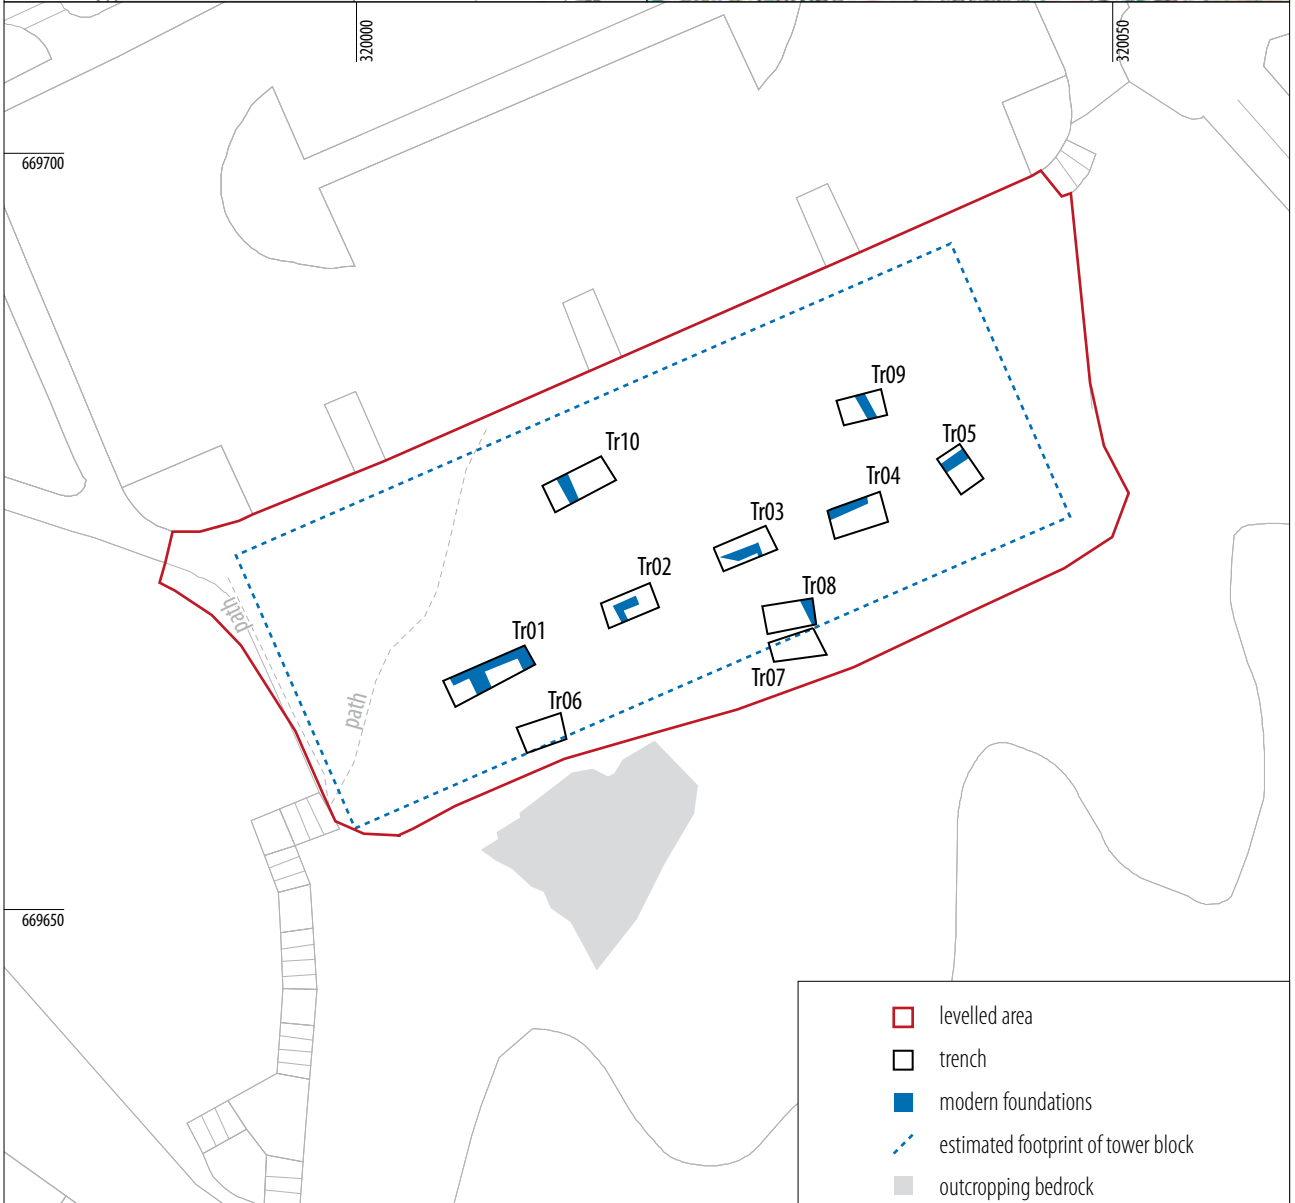 320000
320050
669700
Tr09
Tr05
Tr10
Tr04
Tr03
Tr08
Tr02
path
Tr01
Tr07
path
Tr06
669650
levelled area
trench
modern foundations
estimated footprint of tower block
outcropping bedrock